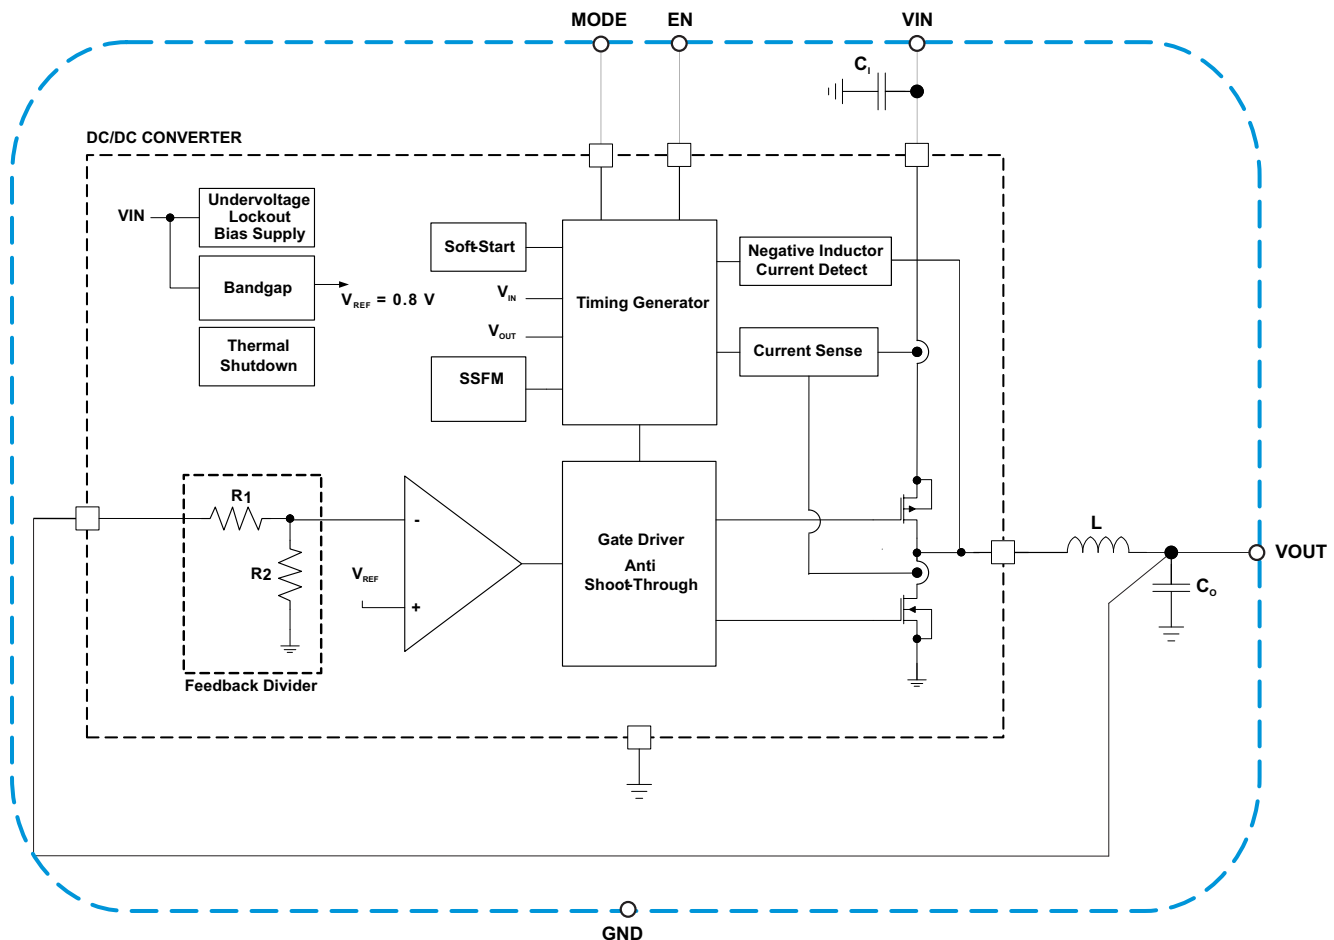 MODE
EN
VIN
CI
DC/DC CONVERTER
VIN
Undervoltage
Lockout
Bias Supply
Bandgap
VREF = 0.8 V
Thermal
Shutdown
Soft-Start
VIN
VOUT
SSFM
Timing Generator
Negative Inductor
Current Detect
Current Sense
R1
R2
Feedback Divider
-
VREF
+
Gate Driver
Anti
Shoot-Through
L
VOUT
CO
GND